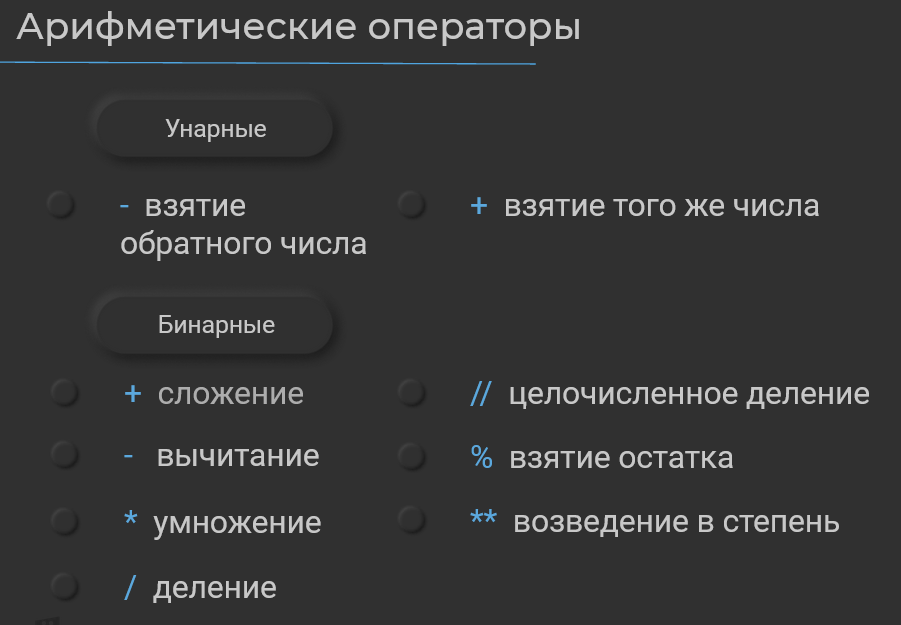 Арифметические операторы
Унарные
- взятие
обратного числа
+ взятие того же числа
Бинарные
+ сложение
// целочисленное деление
- вычитание
% взятие остатка
* умножение
** возведение в степень
/ деление